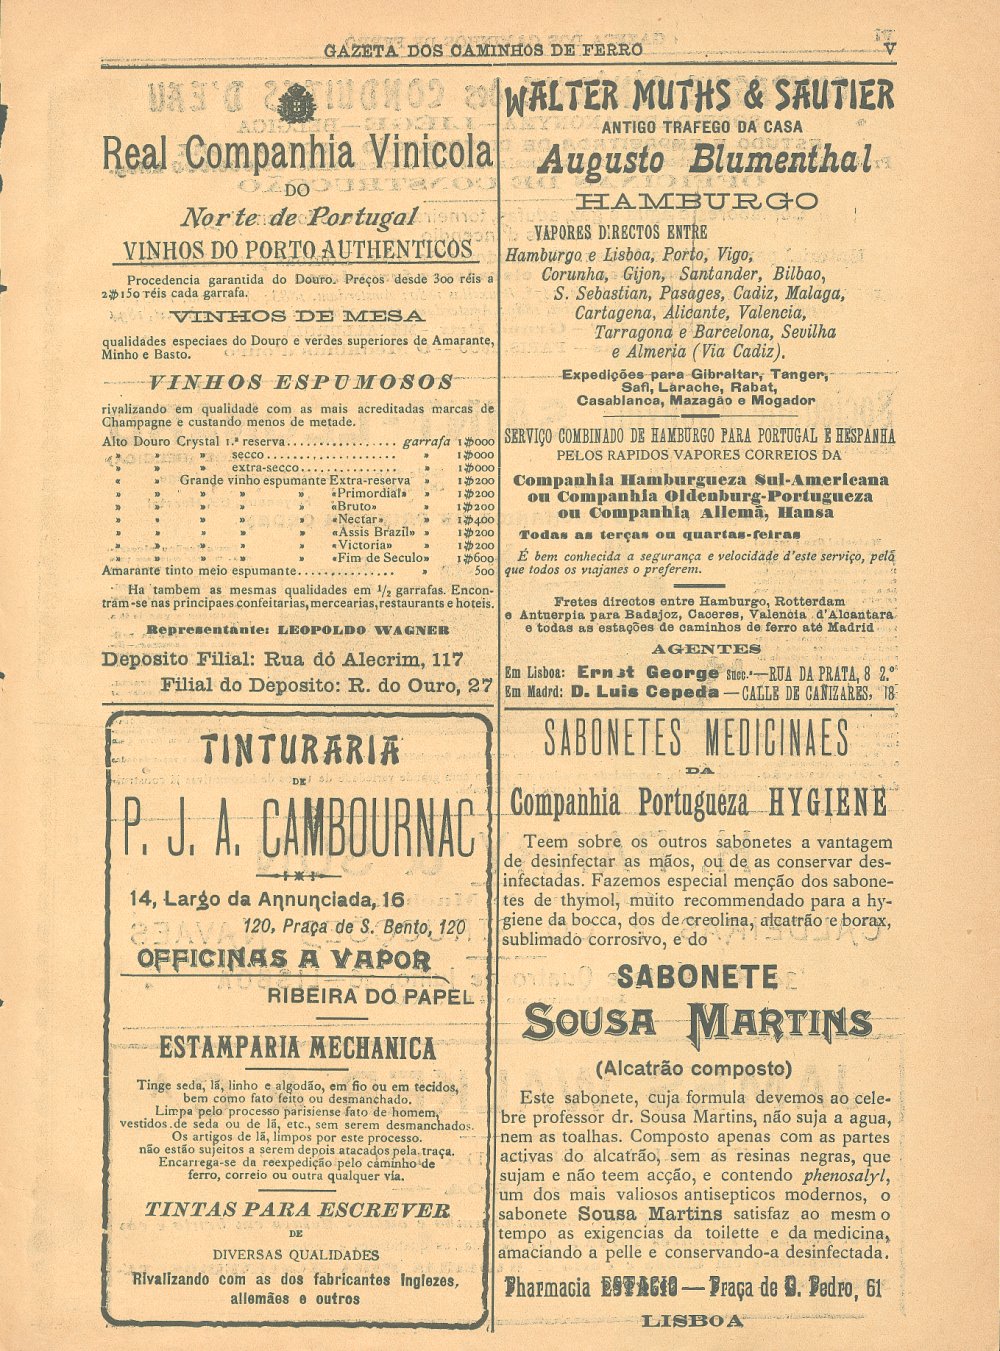 GAZETA DOS CAMINHOS DE FERRO
V
Real Companhia Vinicola
DO
Norte de Portugal
VINHOS DO PORTO AUTHENTICOS
Procedencia garantida do Douro. Preços desde 300 réis a
2$150 réis cada garrafa.
VINHOS DE MESA
qualidades especiaes do Douro e verdes superiores de Amarante,
Minho e Basto.
VINHOS ESPUMOSOS
rivalizando em qualidade com as mais acreditadas marcas de
Champagne e custando menos de metade.
Alto Douro Crystal 1.ª reserva................ garrafa 1$000
» » » secco.................... » 1$000
» » » extra-secco............... » 1$000
« Grande vinho espumante Extra-reserva » 1$200
» » » » » «Primordial» » 1$200
» » » » » «Bruto» » 1$200
» » » » » «Nectar» » 1$400
» » » » » «Assis Brazil» » 1$200
» » » » » «Victoria» » 1$200
» » » » » «Fim de Seculo» » 1$600
Amarante tinto meio espumante............... » 500
Ha tambem as mesmas qualidades em 1/2 garrafas. Encon-
tram-se nas principaes confeitarias, mercearias, restaurants e hoteis.
Representante: LEOPOLDO WAGNER
Deposito Filial: Rua do Alecrim, 117
Filial do Deposito: R. do Ouro, 27
TINTURARIA
DE
P. J. A. CAMBOURNAC
14, Largo da Annunciada, 16
120, Praça de S. Bento, 120
OFFICINAS A VAPOR
RIBEIRA DO PAPEL
ESTAMPARIA MECHANICA
Tinge seda, lã, linho e algodão, em fio ou em tecidos,
bem como fato feito ou desmanchado.
Limpa pelo processo parisiense fato de homem,
vestidos de seda ou de lã, etc., sem serem desmanchados.
Os artigos de lã, limpos por este processo.
não estão sujeitos a serem depois atacados pela traça.
Encarrega-se da reexpedição pelo caminho de
ferro, correio ou outra qualquer via.
TINTAS PARA ESCREVER
DE
DIVERSAS QUALIDADES
Rivalizando com as dos fabricantes Inglezes,
allemães e outros
WALTER MUTHS & SAUTIER
ANTIGO TRAFEGO DA CASA
Augusto Blumenthal
HAMBURGO
VAPORES DIRECTOS ENTRE
Hamburgo e Lisboa, Porto, Vigo,
Corunha, Gijon, Santander, Bilbao,
S. Sebastian, Pasages, Cadiz, Malaga,
Cartagena, Alicante, Valencia,
Tarragona e Barcelona, Sevilha
e Almeria (Via Cadiz).
Expedições para Gibraltar, Tanger,
Safi, Larache, Rabat,
Casablanca, Mazagão e Mogador
SERVIÇO COMBINADO DE HAMBURGO PARA PORTUGAL E HESPANHA
PELOS RAPIDOS VAPORES CORREIOS DA
Companhia Hamburgueza Sul-Americana
ou Companhia Oldenburg-Portugueza
ou Companhia Allemã, Hansa
Todas as terças ou quartas-feiras
É bem conhecida a segurança e velocidade d'este serviço, pelo
que todos os viajanes o preferem.
Fretes directos entre Hamburgo, Rotterdam
e Antuerpia para Badajoz, Caceres, Valencia d'Alcantara
e todas as estações de caminhos de ferro até Madrid
AGENTES
Em Lisboa: Ernst George Succ.—RUA DA PRATA, 8 2.º
Em Madrd: D. Luis Cepeda—CALLE DE CAÑIZARES, 18
SABONETES MEDICINAES
DA
Companhia Portugueza HYGIENE
Teem sobre os outros sabonetes a vantagem
de desinfectar as mãos, ou de as conservar des-
infectadas. Fazemos especial menção dos sabone-
tes de thymol, muito recommendado para a hy-
giene da bocca, dos de creolina, alcatrão e borax,
sublimado corrosivo, e do
SABONETE
SOUSA MARTINS
(Alcatrão composto)
Este sabonete, cuja formula devemos ao cele-
bre professor dr. Sousa Martins, não suja a agua,
nem as toalhas. Composto apenas com as partes
activas do alcatrão, sem as resinas negras, que
sujam e não teem acção, e contendo phenosalyl,
um dos mais valiosos antisepticos modernos, o
sabonete Sousa Martins satisfaz ao mesmo
tempo as exigencias da toilette e da medicina,
amaciando a pelle e conservando-a desinfectada.
Pharmacia ESTACIO — Praça de D. Pedro, 61
LISBOA